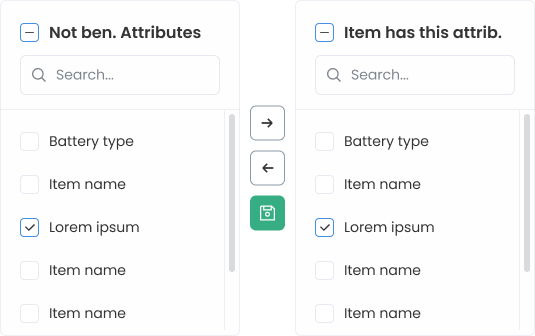 Not ben. Attributes
Search...
Battery type
Item name
Lorem ipsum
Item name
Item name
Item has this attrib.
Search...
Battery type
Item name
Lorem ipsum
Item name
Item name